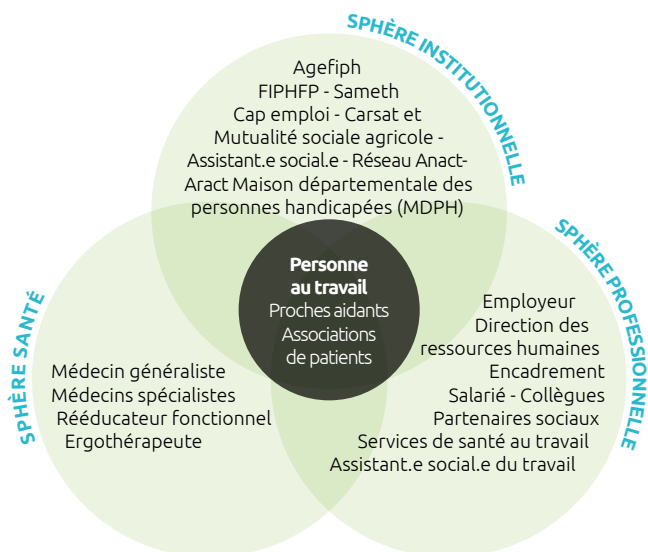 SPHÈRE INSTITUTIONNELLE
Agefiph
FIPHFP - Sameth
Cap emploi - Carsat et
Mutualité sociale agricole -
Assistant.e social.e - Réseau Anact-
Aract Maison départementale des
personnes handicapées (MDPH)
Personne
au travail
Proches aidants
Associations
de patients
SPHÈRE SANTÉ
Médecin généraliste
Médecins spécialistes
Rééducateur fonctionnel
Ergothérapeute
SPHÈRE PROFESSIONNELLE
Employeur
Direction des
ressources humaines
Encadrement
Salarié - Collègues
Partenaires sociaux
Services de santé au travail
Assistant.e social.e du travail